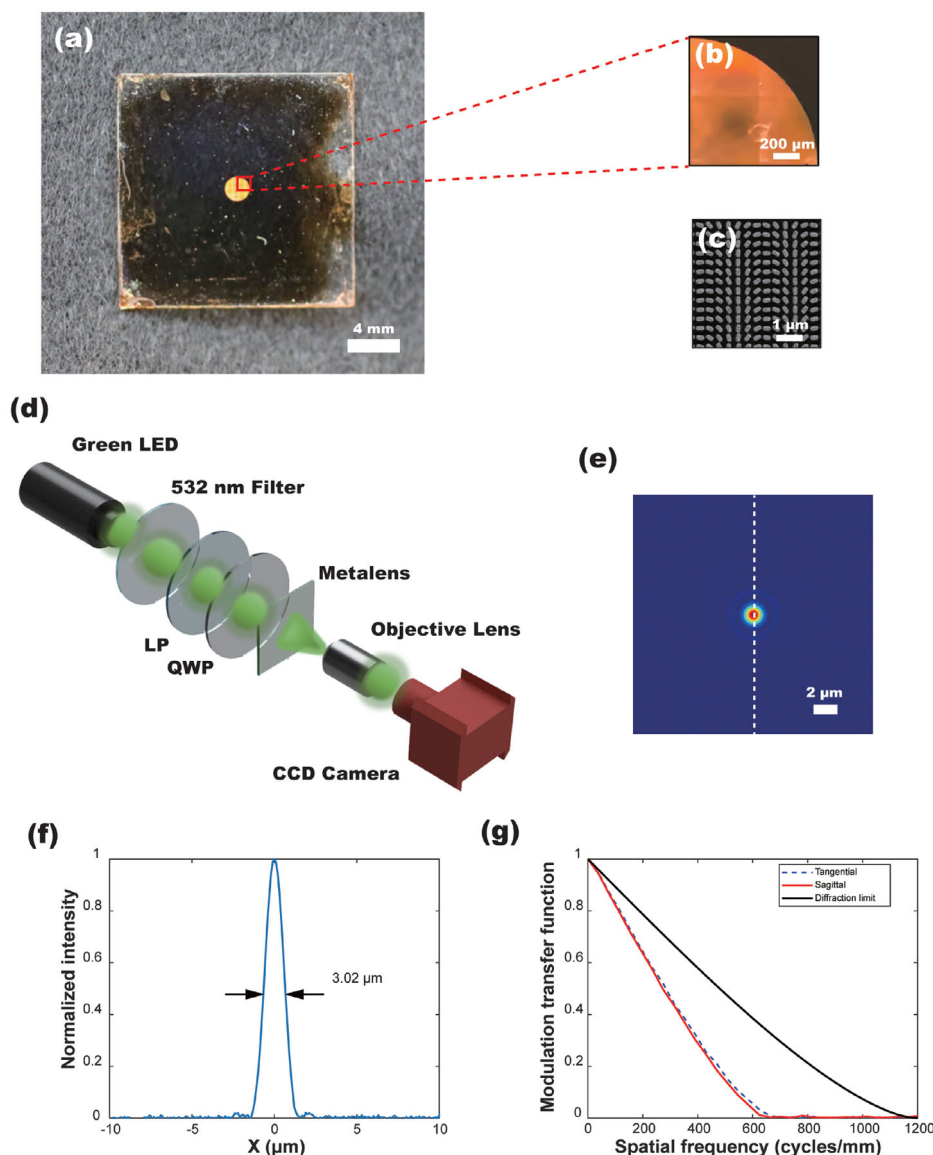 (a)
4 mm
(b)
200 µm
(c)
1 µm
(d)
Green LED
532 nm Filter
Metalens
LP
QWP
Objective Lens
CCD Camera
(e)
2 µm
(f)
Normalized intensity
1
0.8
0.6
0.4
0.2
0
3.02 µm
-10
-5
0
5
10
X (µm)
(g)
Modulation transfer function
1
0.8
0.6
0.4
0.2
0
Tangential
Sagittal
Diffraction limit
0
200
400
600
800
1000
1200
Spatial frequency (cycles/mm)